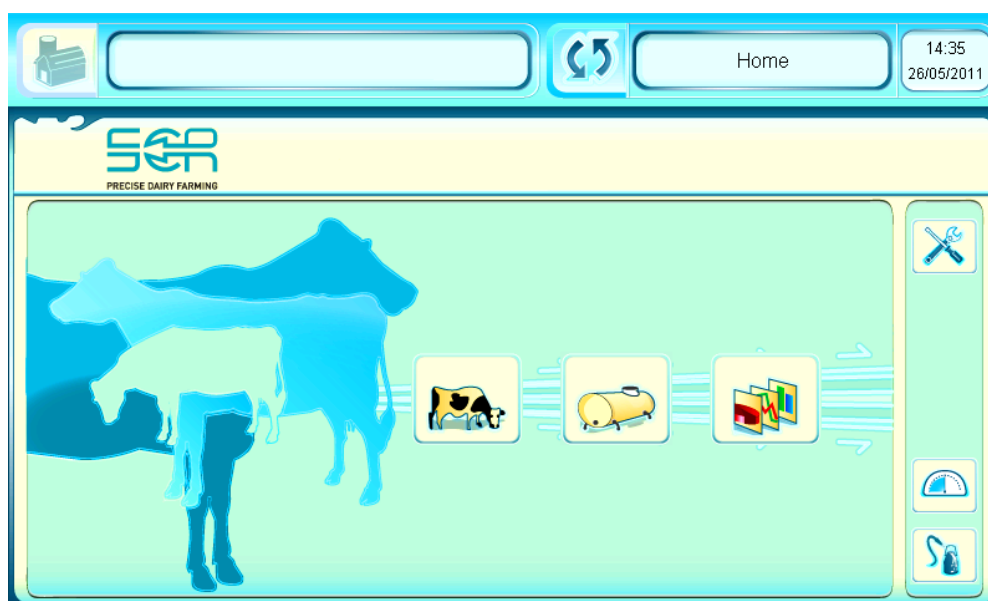 Home
14:35
26/05/2011
SCR
PRECISE DAIRY FARMING